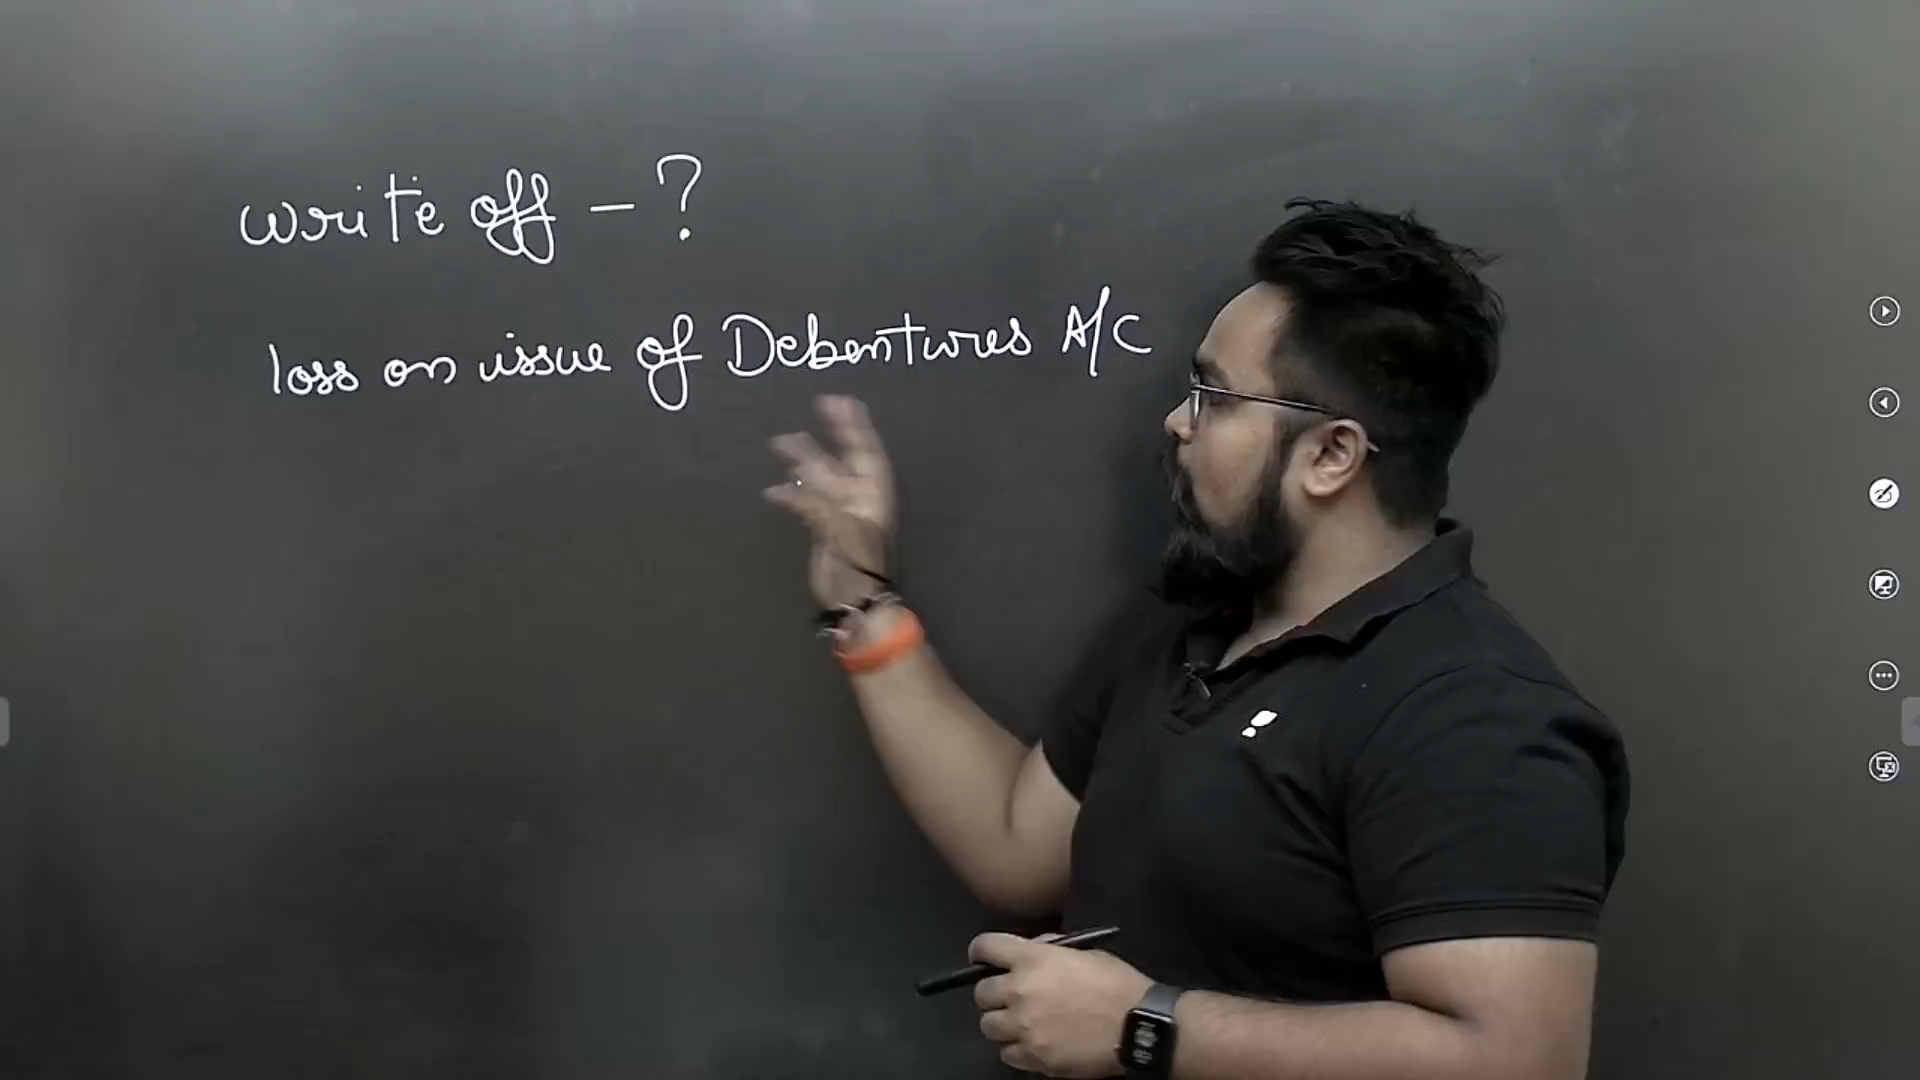 write off - ?
loss on issue of Debentures A/C